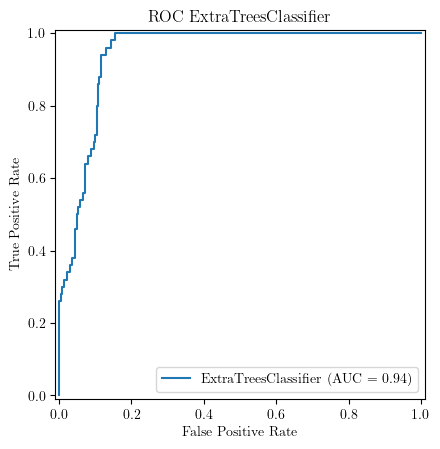 ROC ExtraTreesClassifier
1.0
0.8
0.6
0.4
0.2
0.0
True Positive Rate
ExtraTreesClassifier (AUC = 0.94)
0.0 0.2 0.4 0.6 0.8 1.0
False Positive Rate